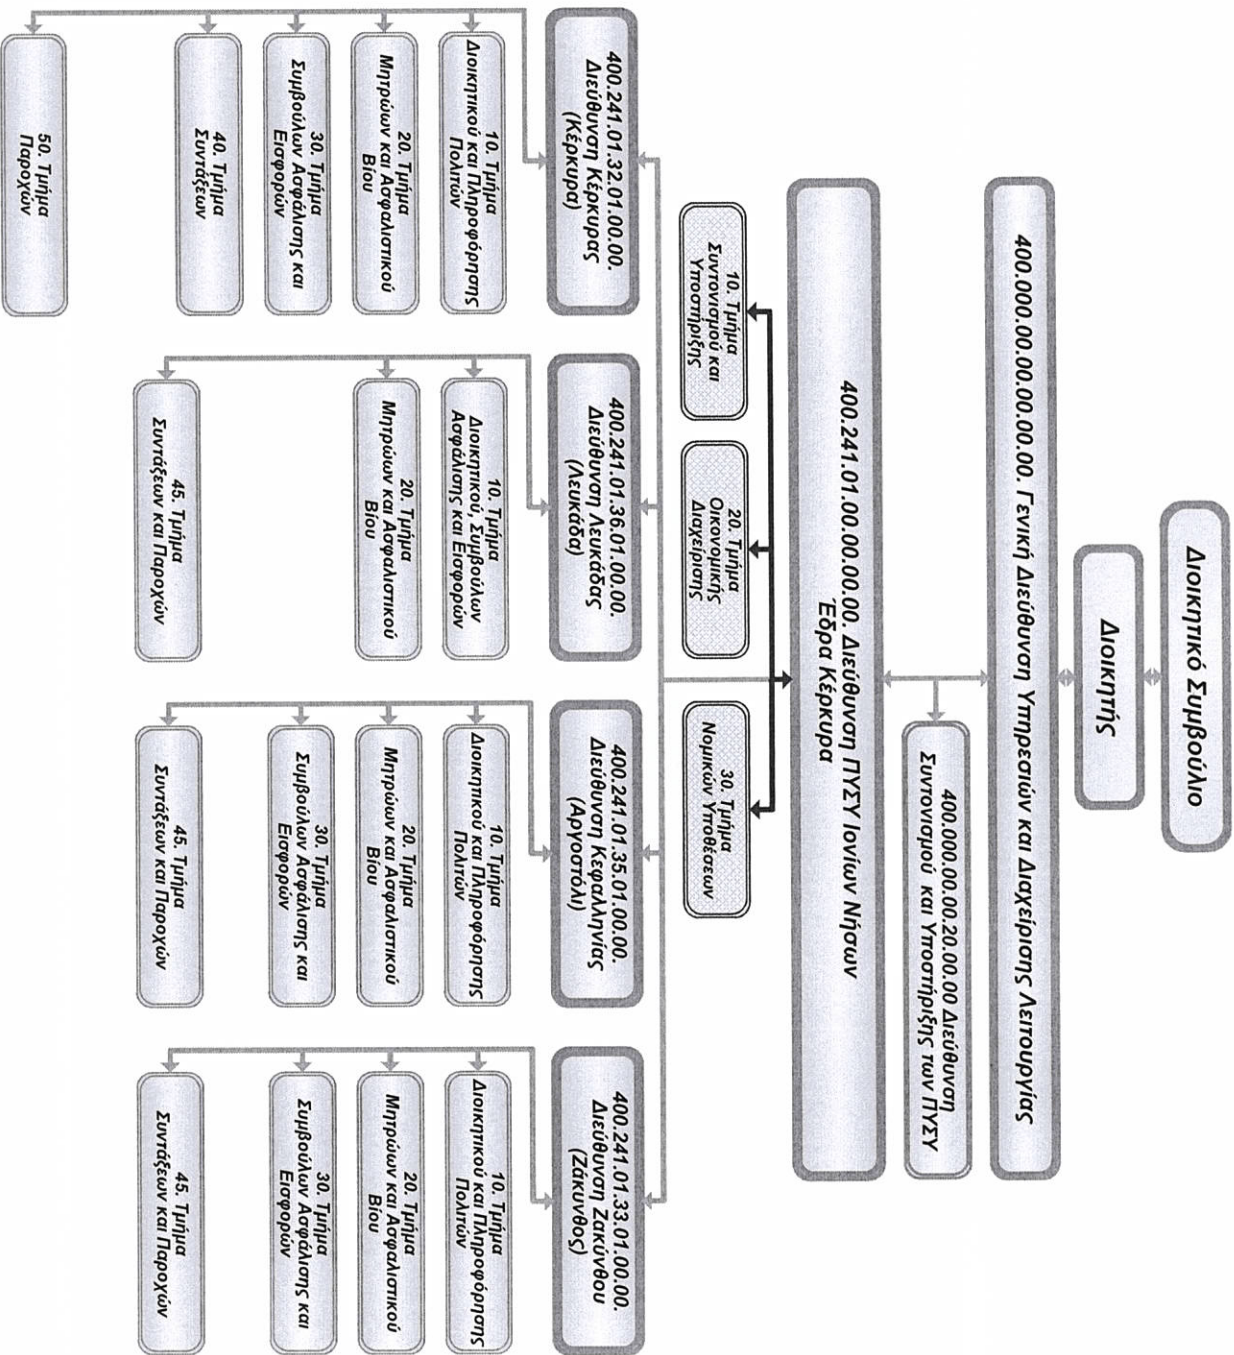 Διοικητικό Συμβούλιο
Διοικητής
400.000.00.00.00.00.00. Γενική Διεύθυνση Υπηρεσιών και Διαχείρισης Λειτουργίας
400.000.00.00.20.00.00 Διεύθυνση
Συντονισμού και Υποστήριξης των ΠΥΣΥ
400.241.01.00.00.00.00. Διεύθυνση ΠΥΣΥ Ιονίων Νήσων
Έδρα Κέρκυρα
10. Τμήμα
Συντονισμού και
Υποστήριξης
20. Τμήμα
Οικονομικής
Διαχείρισης
30. Τμήμα
Νομικών Υποθέσεων
400.241.01.32.01.00.00.
Διεύθυνση Κέρκυρας
(Κέρκυρα)
10. Τμήμα
Διοικητικού και Πληροφόρησης
Πολιτών
20. Τμήμα
Μητρώων και Ασφαλιστικού
Βίου
30. Τμήμα
Συμβούλων Ασφάλισης και
Εισφορών
40. Τμήμα
Συντάξεων
50. Τμήμα
Παροχών
400.241.01.36.01.00.00.
Διεύθυνση Λευκάδας
(Λευκάδα)
10. Τμήμα
Διοικητικού, Συμβούλων
Ασφάλισης και Εισφορών
20. Τμήμα
Μητρώων και Ασφαλιστικού
Βίου
45. Τμήμα
Συντάξεων και Παροχών
400.241.01.35.01.00.00.
Διεύθυνση Κεφαλληνίας
(Αργοστόλι)
10. Τμήμα
Διοικητικού και Πληροφόρησης
Πολιτών
20. Τμήμα
Μητρώων και Ασφαλιστικού
Βίου
30. Τμήμα
Συμβούλων Ασφάλισης και
Εισφορών
45. Τμήμα
Συντάξεων και Παροχών
400.241.01.33.01.00.00.
Διεύθυνση Ζακύνθου
(Ζάκυνθος)
10. Τμήμα
Διοικητικού και Πληροφόρησης
Πολιτών
20. Τμήμα
Μητρώων και Ασφαλιστικού
Βίου
30. Τμήμα
Συμβούλων Ασφάλισης και
Εισφορών
45. Τμήμα
Συντάξεων και Παροχών